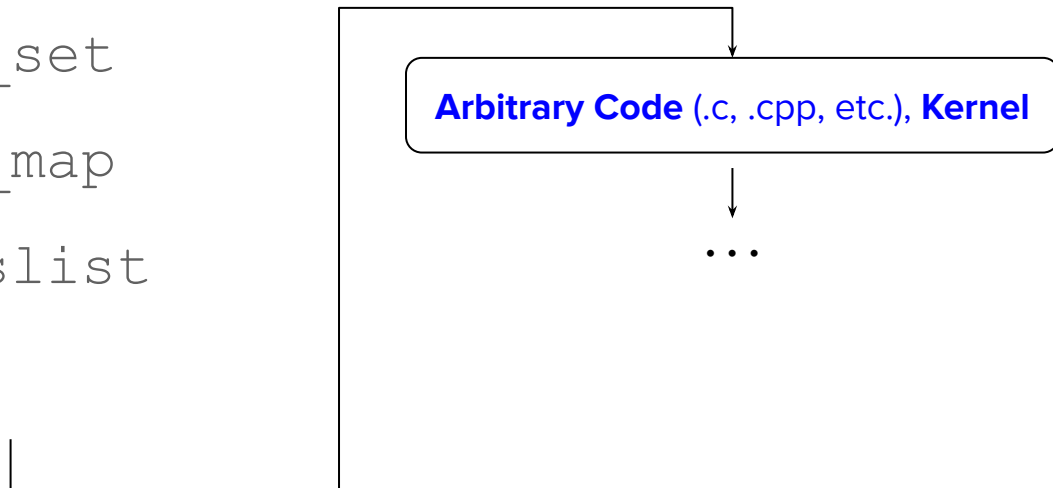 _set
_map
slist
Arbitrary Code (.c, .cpp, etc.), Kernel
...